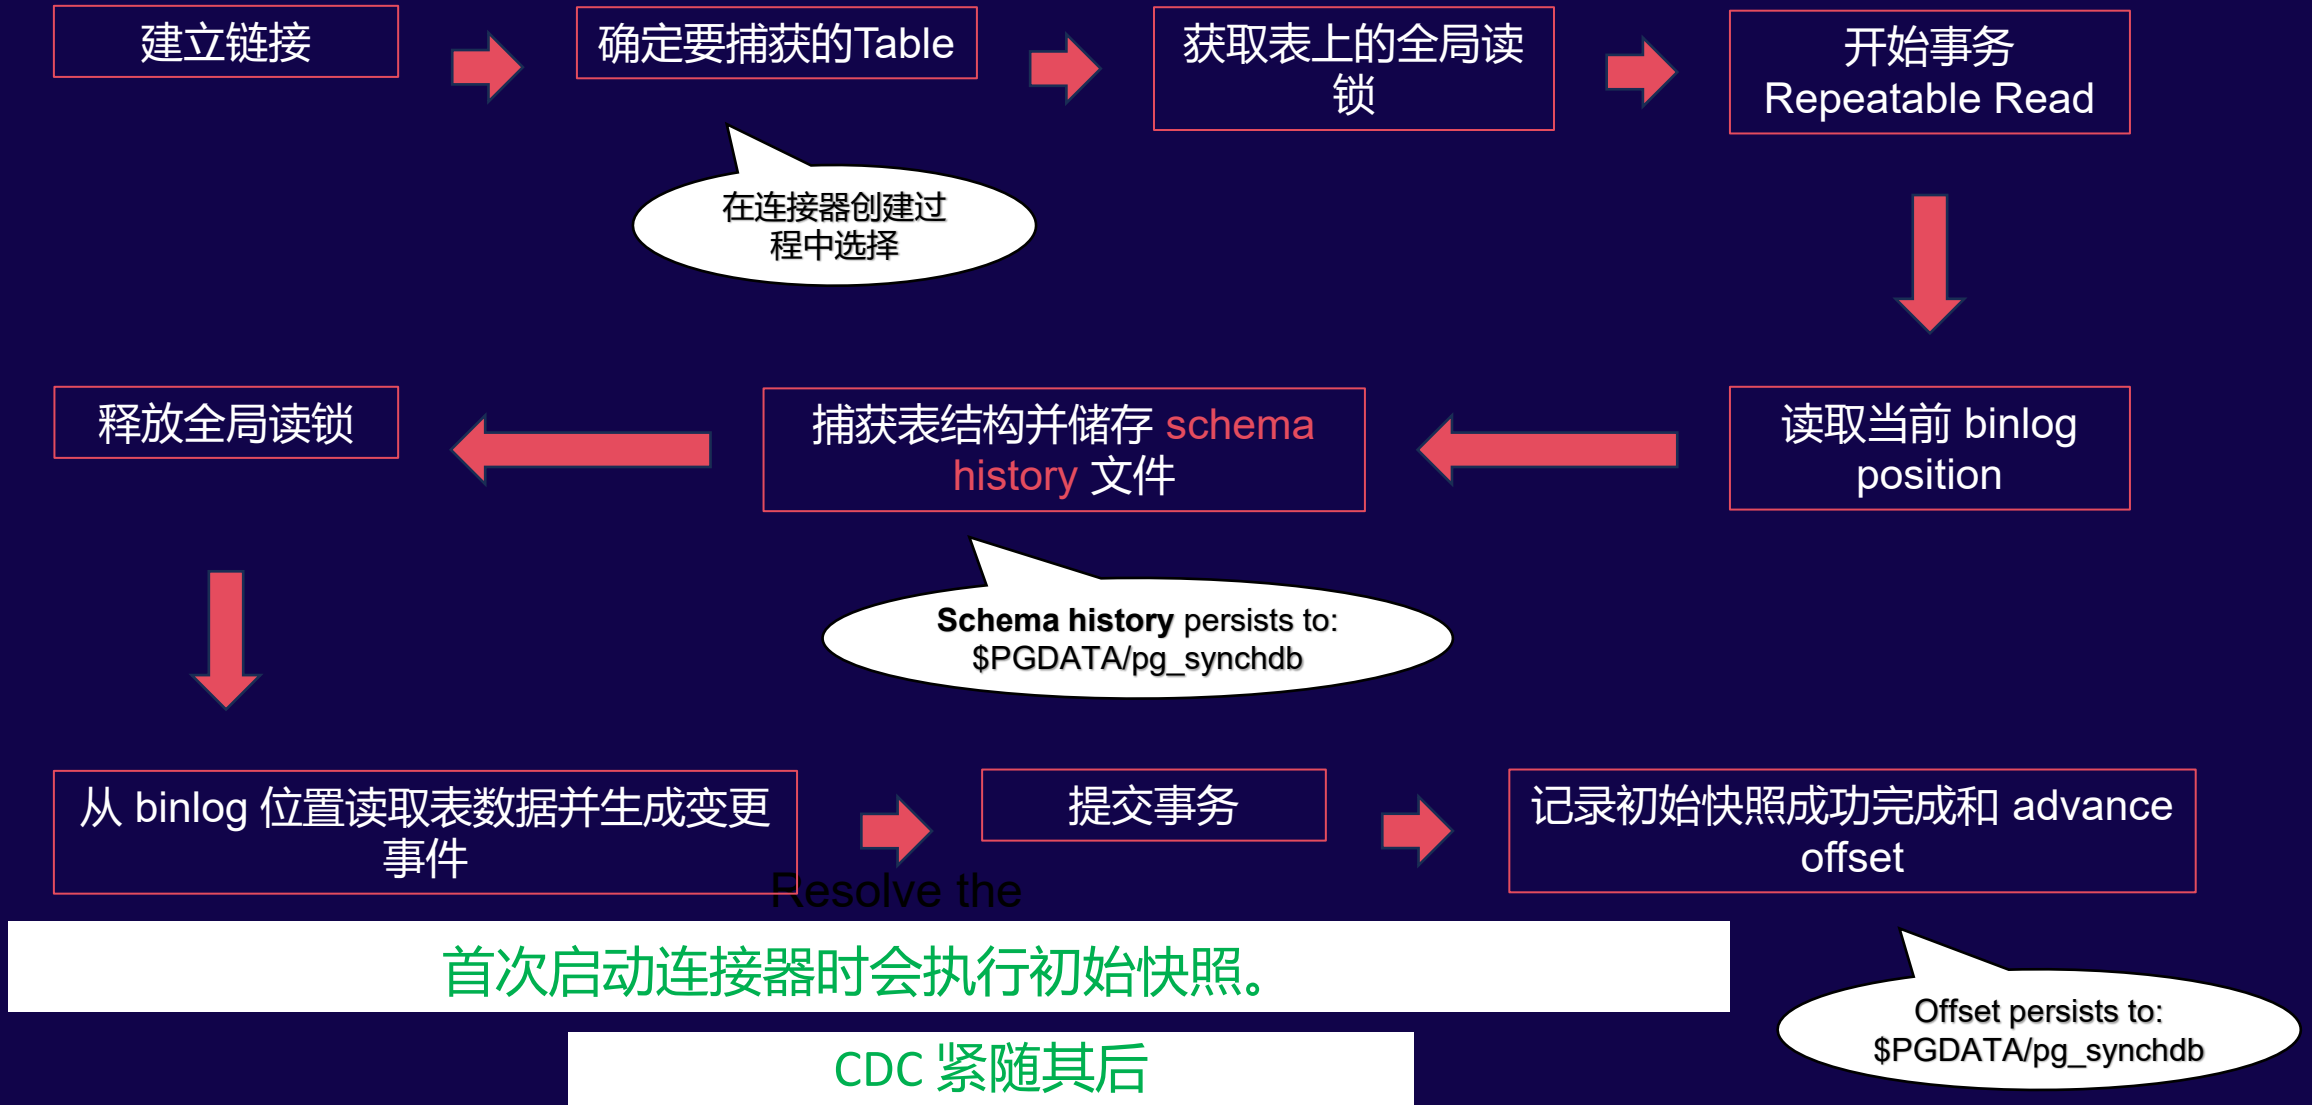 建立链接
确定要捕获的Table
获取表上的全局读
锁
开始事务
Repeatable Read
在连接器创建过
程中选择
释放全局读锁
捕获表结构并储存 schema
history 文件
读取当前 binlog
position
Schema history persists to:
$PGDATA/pg_synchdb
从 binlog 位置读取表数据并生成变更
事件
提交事务
记录初始快照成功完成和 advance
offset
Resolve the
首次启动连接器时会执行初始快照。
Offset persists to:
$PGDATA/pg_synchdb
CDC 紧随其后